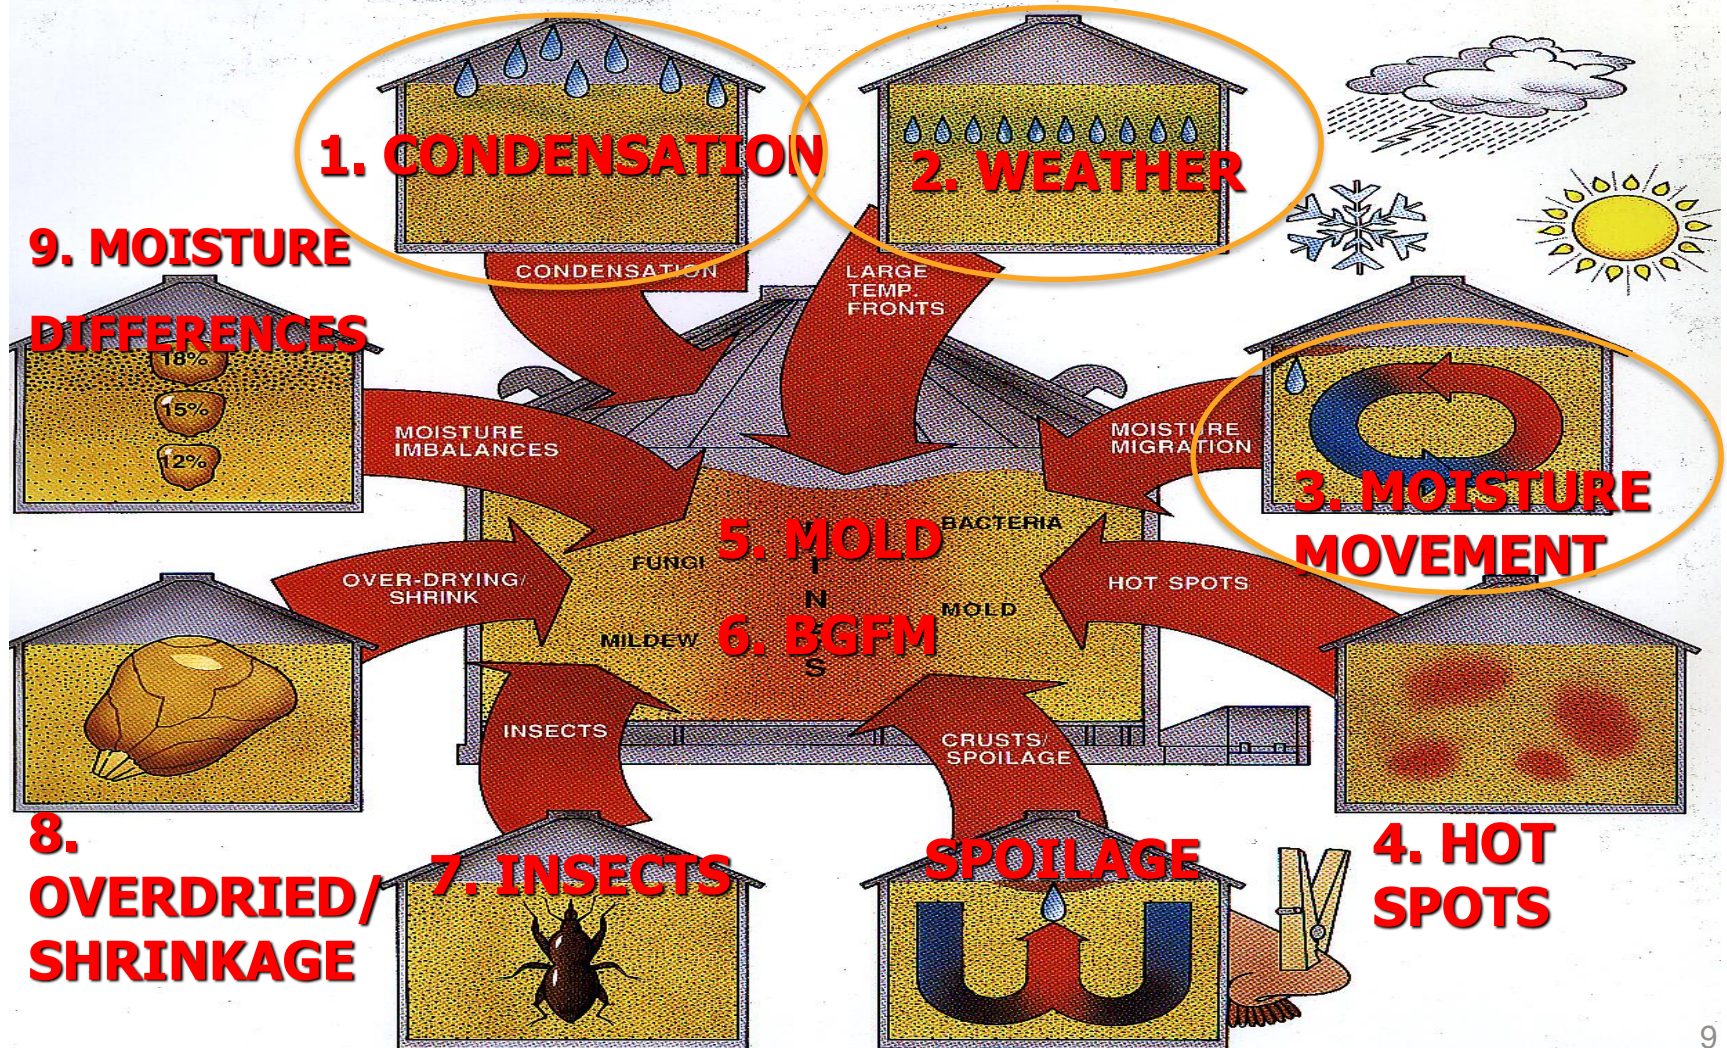 1. CONDENSATION
2. WEATHER
CONDENSATION
LARGE
TEMP.
FRONTS
9. MOISTURE
DIFFERENCES
18%
15%
12%
MOISTURE
IMBALANCES
MOISTURE
MIGRATION
3. MOISTURE
MOVEMENT
5. MOLD
BACTERIA
FUNGI
I
N
E
S
MOLD
MILDEW
6. BGFM
OVER-DRYING/
SHRINK
HOT SPOTS
INSECTS
CRUSTS/
SPOILAGE
8.
OVERDRIED/
SHRINKAGE
7. INSECTS
SPOILAGE
4. HOT
SPOTS
9